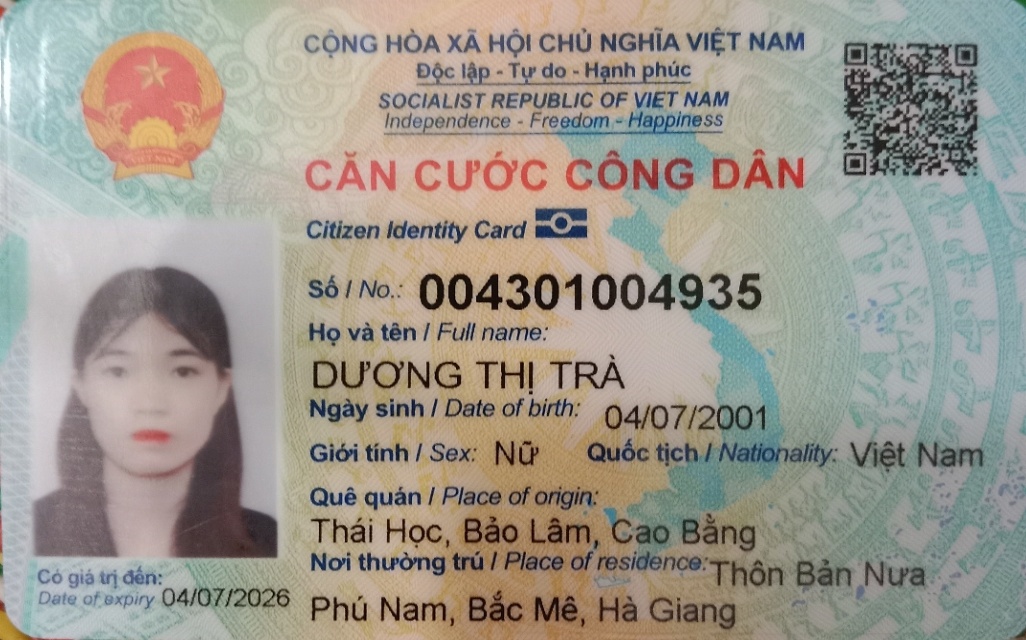 CỘNG HÒA XÃ HỘI CHỦ NGHĨA VIỆT NAM
Độc lập - Tự do - Hạnh phúc
SOCIALIST REPUBLIC OF VIET NAM
Independence - Freedom - Happiness
CĂN CƯỚC CÔNG DÂN
Citizen Identity Card
Số / No.: 004301004935
Họ và tên / Full name:
DƯƠNG THỊ TRÀ
Ngày sinh / Date of birth: 04/07/2001
Giới tính / Sex: Nữ Quốc tịch / Nationality: Việt Nam
Quê quán / Place of origin:
Thái Học, Bảo Lâm, Cao Bằng
Nơi thường trú / Place of residence: Thôn Bản Nưa
Phú Nam, Bắc Mê, Hà Giang
Có giá trị đến:
Date of expiry 04/07/2026
VIỆT NAM